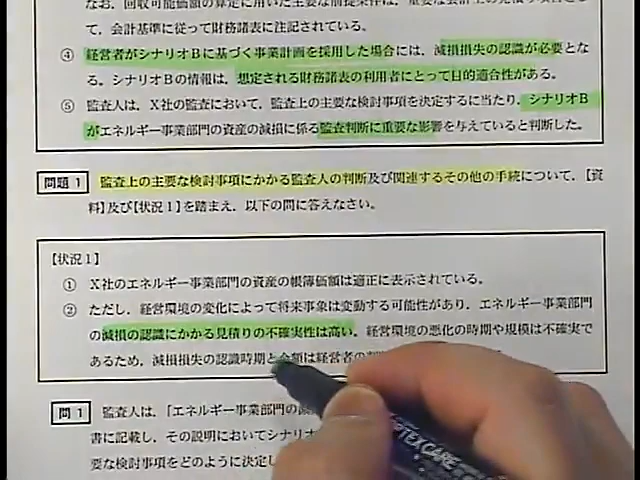 なお，回収可能価額の算定に用いた主要な前提条件は，重要な会計上の見積り項目とし
て，会計基準に従って財務諸表に注記されている。
④ 経営者がシナリオBに基づく事業計画を採用した場合には，減損損失の認識が必要とな
る。シナリオBの情報は，想定される財務諸表の利用者にとって目的適合性がある。
⑤ 監査人は，X社の監査において，監査上の主要な検討事項を決定するに当たり，シナリオB
がエネルギー事業部門の資産の減損に係る監査判断に重要な影響を与えていると判断した。
問題1 監査上の主要な検討事項にかかる監査人の判断及び関連するその他の手続について，【資
料】及び【状況1】を踏まえ，以下の問に答えなさい。
【状況1】
① X社のエネルギー事業部門の資産の帳簿価額は適正に表示されている。
② ただし，経営環境の変化によって将来事象は変動する可能性があり，エネルギー事業部門
の減損の認識にかかる見積りの不確実性は高い。経営環境の悪化の時期や規模は不確実で
あるため，減損損失の認識時期と金額は経営者の
問1 監査人は，「エネルギー事業部門の
書に記載し，その説明においてシナリオ
要な検討事項をどのように決定し